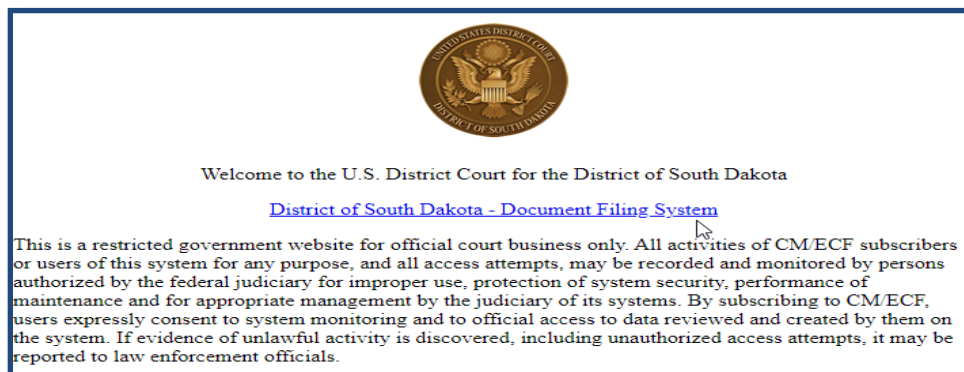 UNITED STATES DISTRICT COURT
DISTRICT OF SOUTH DAKOTA
Welcome to the U.S. District Court for the District of South Dakota
District of South Dakota - Document Filing System
This is a restricted government website for official court business only. All activities of CM/ECF subscribers
or users of this system for any purpose, and all access attempts, may be recorded and monitored by persons
authorized by the federal judiciary for improper use, protection of system security, performance of
maintenance and for appropriate management by the judiciary of its systems. By subscribing to CM/ECF,
users expressly consent to system monitoring and to official access to data reviewed and created by them on
the system. If evidence of unlawful activity is discovered, including unauthorized access attempts, it may be
reported to law enforcement officials.